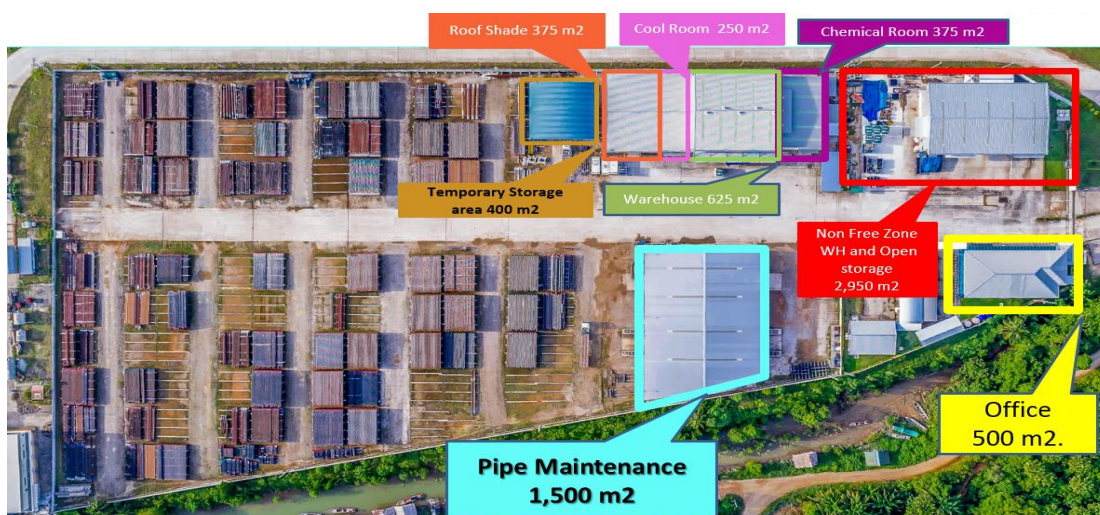 Roof Shade 375 m2
Cool Room 250 m2
Chemical Room 375 m2
Temporary Storage
area 400 m2
Warehouse 625 m2
Non Free Zone
WH and Open
storage
2,950 m2
Office
500 m2.
Pipe Maintenance
1,500 m2